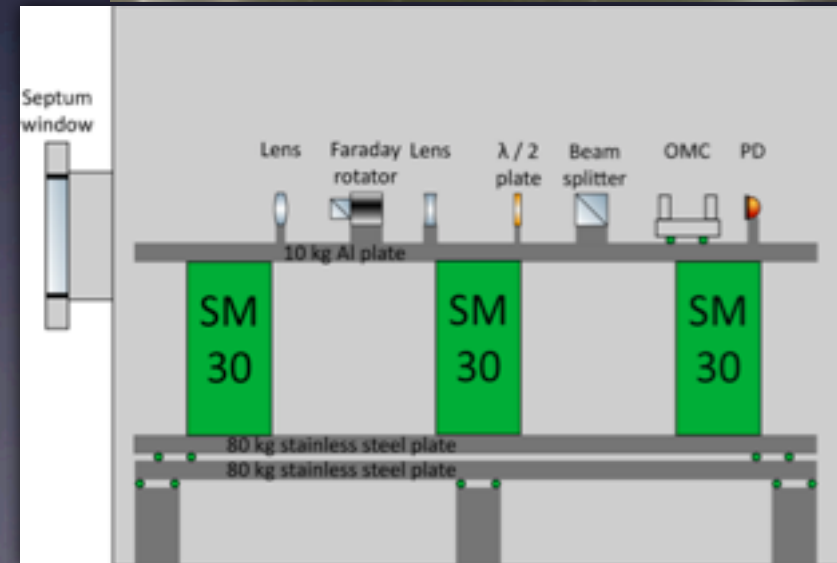 Septum
window
Lens
Faraday
rotator
Lens
λ / 2
plate
Beam
splitter
OMC
PD
10 kg Al plate
SM
30
SM
30
SM
30
80 kg stainless steel plate
80 kg stainless steel plate